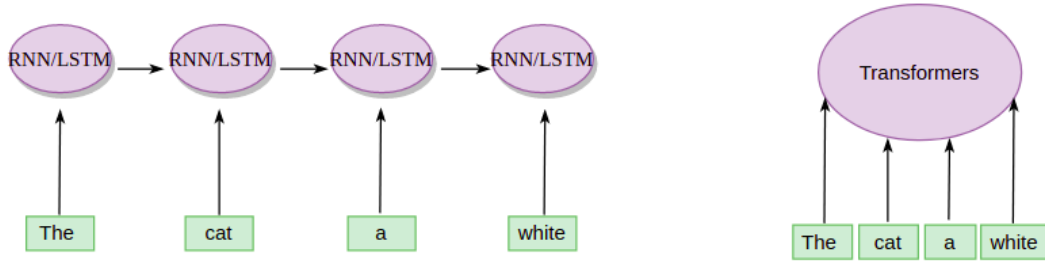 RNN/LSTM RNN/LSTM RNN/LSTM RNN/LSTM
Transformers
The cat a white
The cat a white